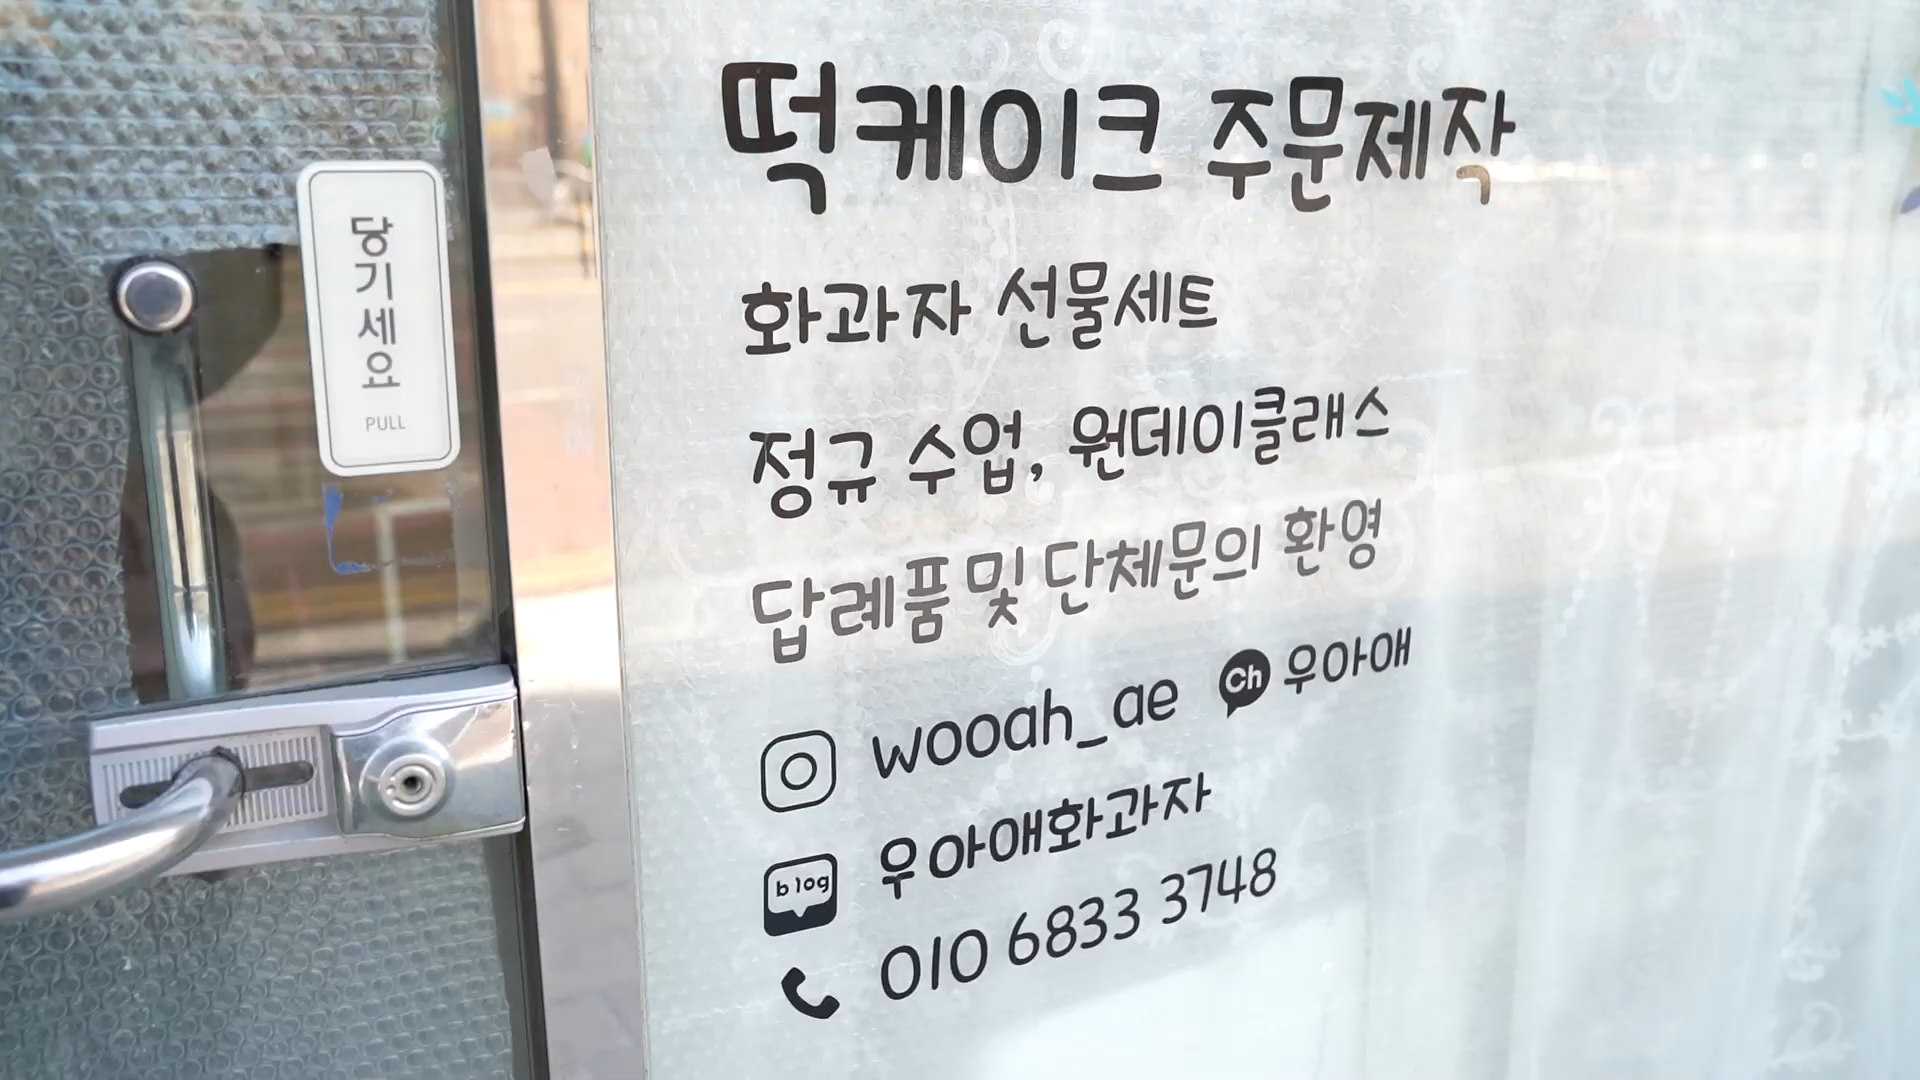 당기세요
PULL
떡케이크 주문제작
화과자 선물세트
정규 수업, 원데이클래스
답례품 및 단체문의 환영
wooah_ae Ch 우아애
blog 우아애화과자
010 6833 3748